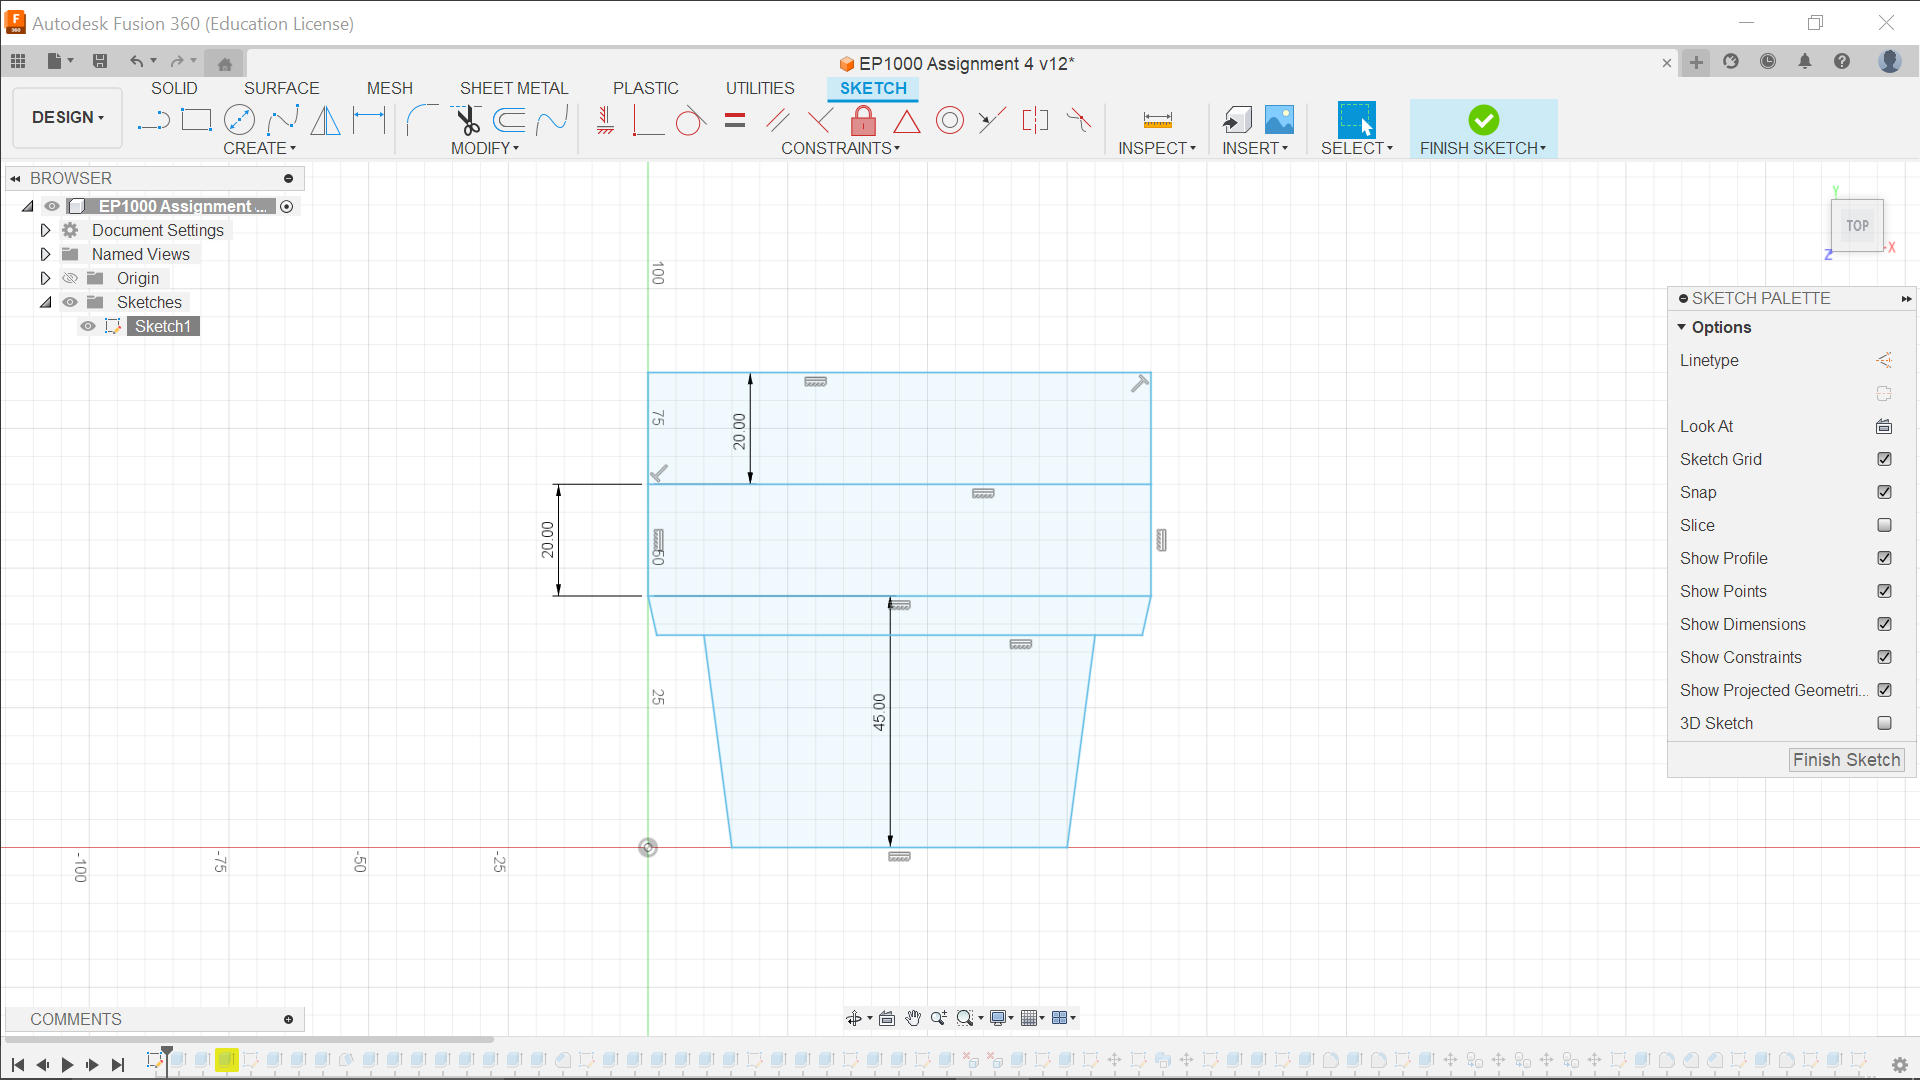 Autodesk Fusion 360 (Education License)
EP1000 Assignment 4 v12*
SOLID SURFACE MESH SHEET METAL PLASTIC UTILITIES SKETCH
DESIGN
CREATE MODIFY CONSTRAINTS INSPECT INSERT SELECT FINISH SKETCH
BROWSER
EP1000 Assignment ...
Document Settings
Named Views
Origin
Sketches
Sketch1
TOP
Y
X
Z
SKETCH PALETTE
Options
Linetype
Look At
Sketch Grid
Snap
Slice
Show Profile
Show Points
Show Dimensions
Show Constraints
Show Projected Geometri...
3D Sketch
Finish Sketch
100
75
50
25
20.00
20.00
45.00
-100
-75
-50
-25
COMMENTS